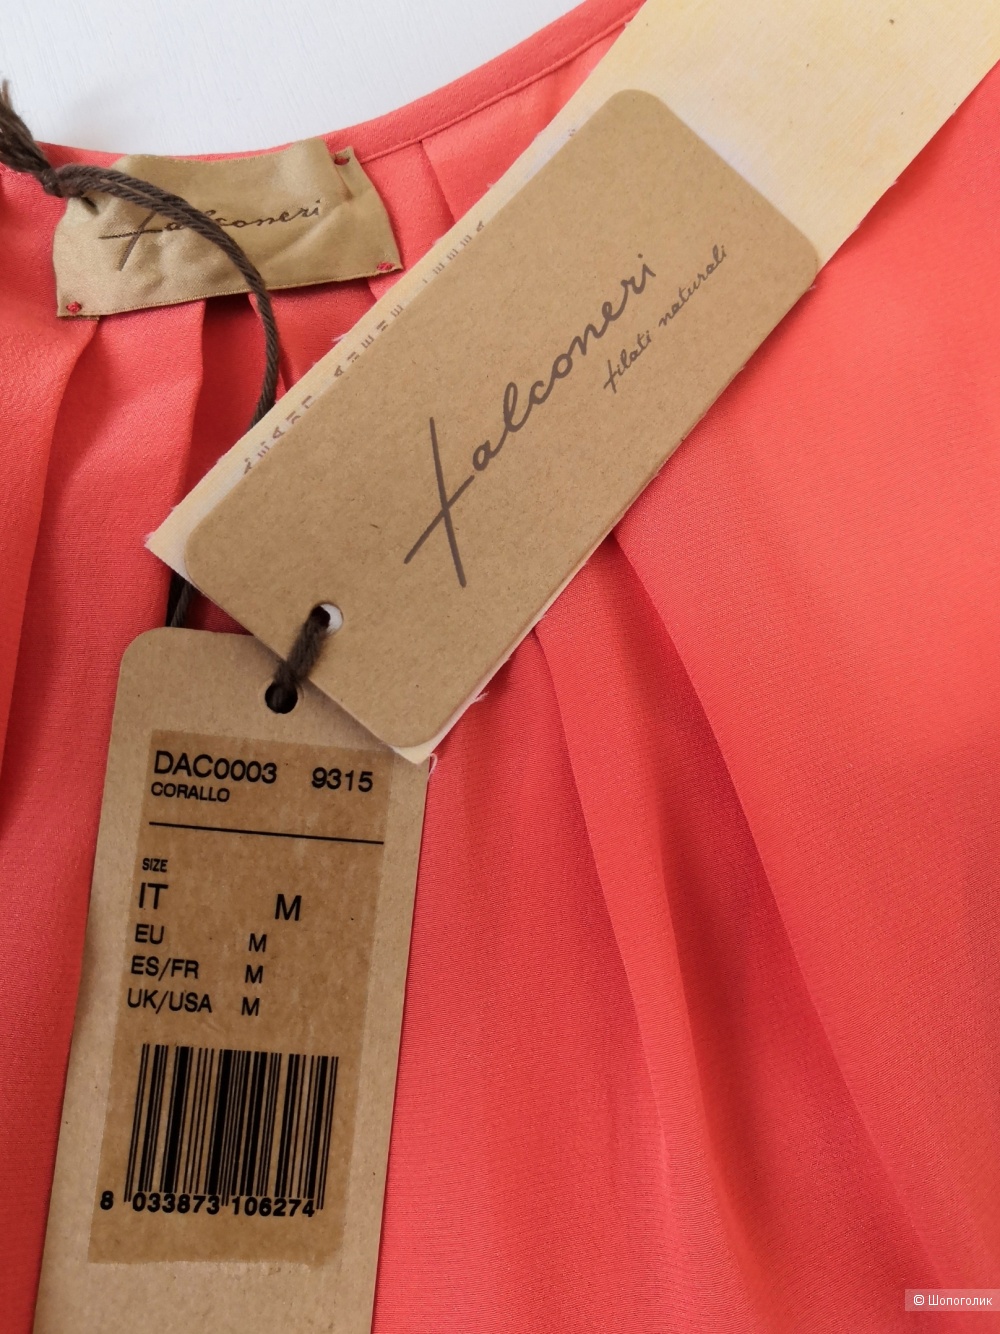 Falconeri
Falconeri
filati naturali
DAC0003 9315
CORALLO
SIZE
IT M
EU M
ES/FR M
UK/USA M
8 033873 106274
© Шопоголик